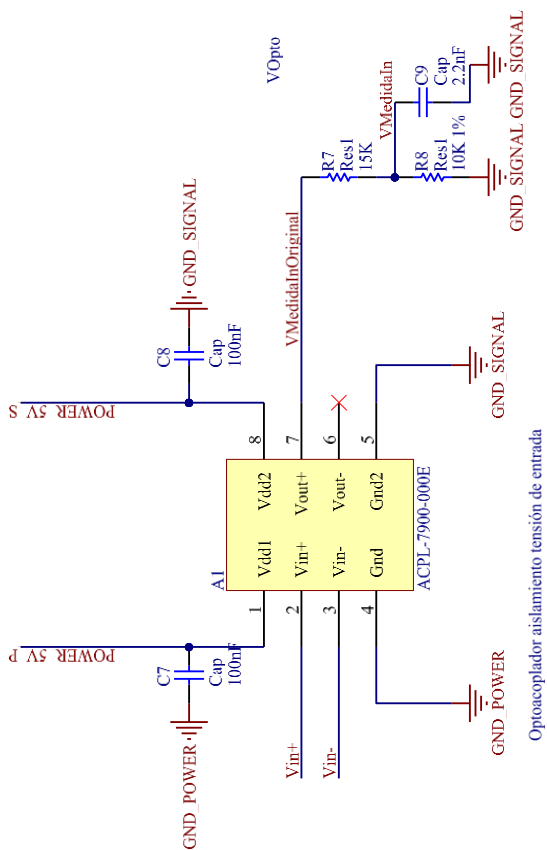 VOpto
GND_SIGNAL
C8
Cap
100nF
POWER_5V_S
POWER_5V_P
C7
Cap
100nF
GND_POWER
A1
1
Vdd1
Vdd2
8
2
Vin+
Vout+
7
3
Vin-
Vout-
6
4
Gnd
Gnd2
5
ACPL-7900-000E
Vin+
Vin-
GND_POWER
GND_SIGNAL
VMedidaInOriginal
R7
Res1
15K
VMedidaIn
C9
Cap
2.2nF
R8
Res1
10K 1%
GND_SIGNAL
GND_SIGNAL
Optoacoplador aislamiento tensión de entrada